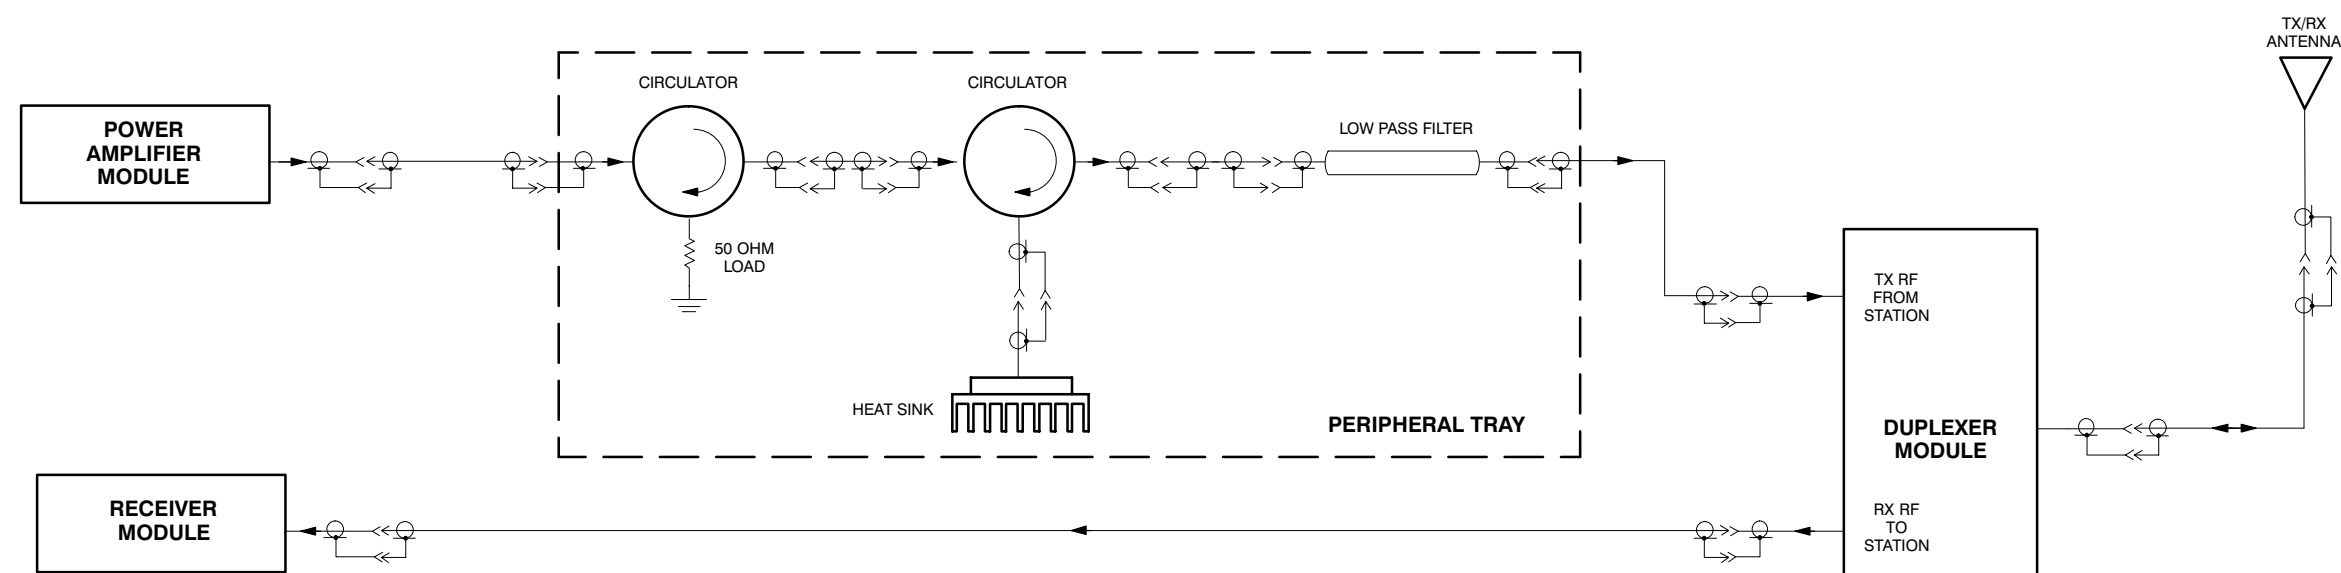 TX/RX
ANTENNA
CIRCULATOR
CIRCULATOR
LOW PASS FILTER
POWER
AMPLIFIER
MODULE
50 OHM
LOAD
TX RF
FROM
STATION
HEAT SINK
PERIPHERAL TRAY
DUPLEXER
MODULE
RECEIVER
MODULE
RX RF
TO
STATION